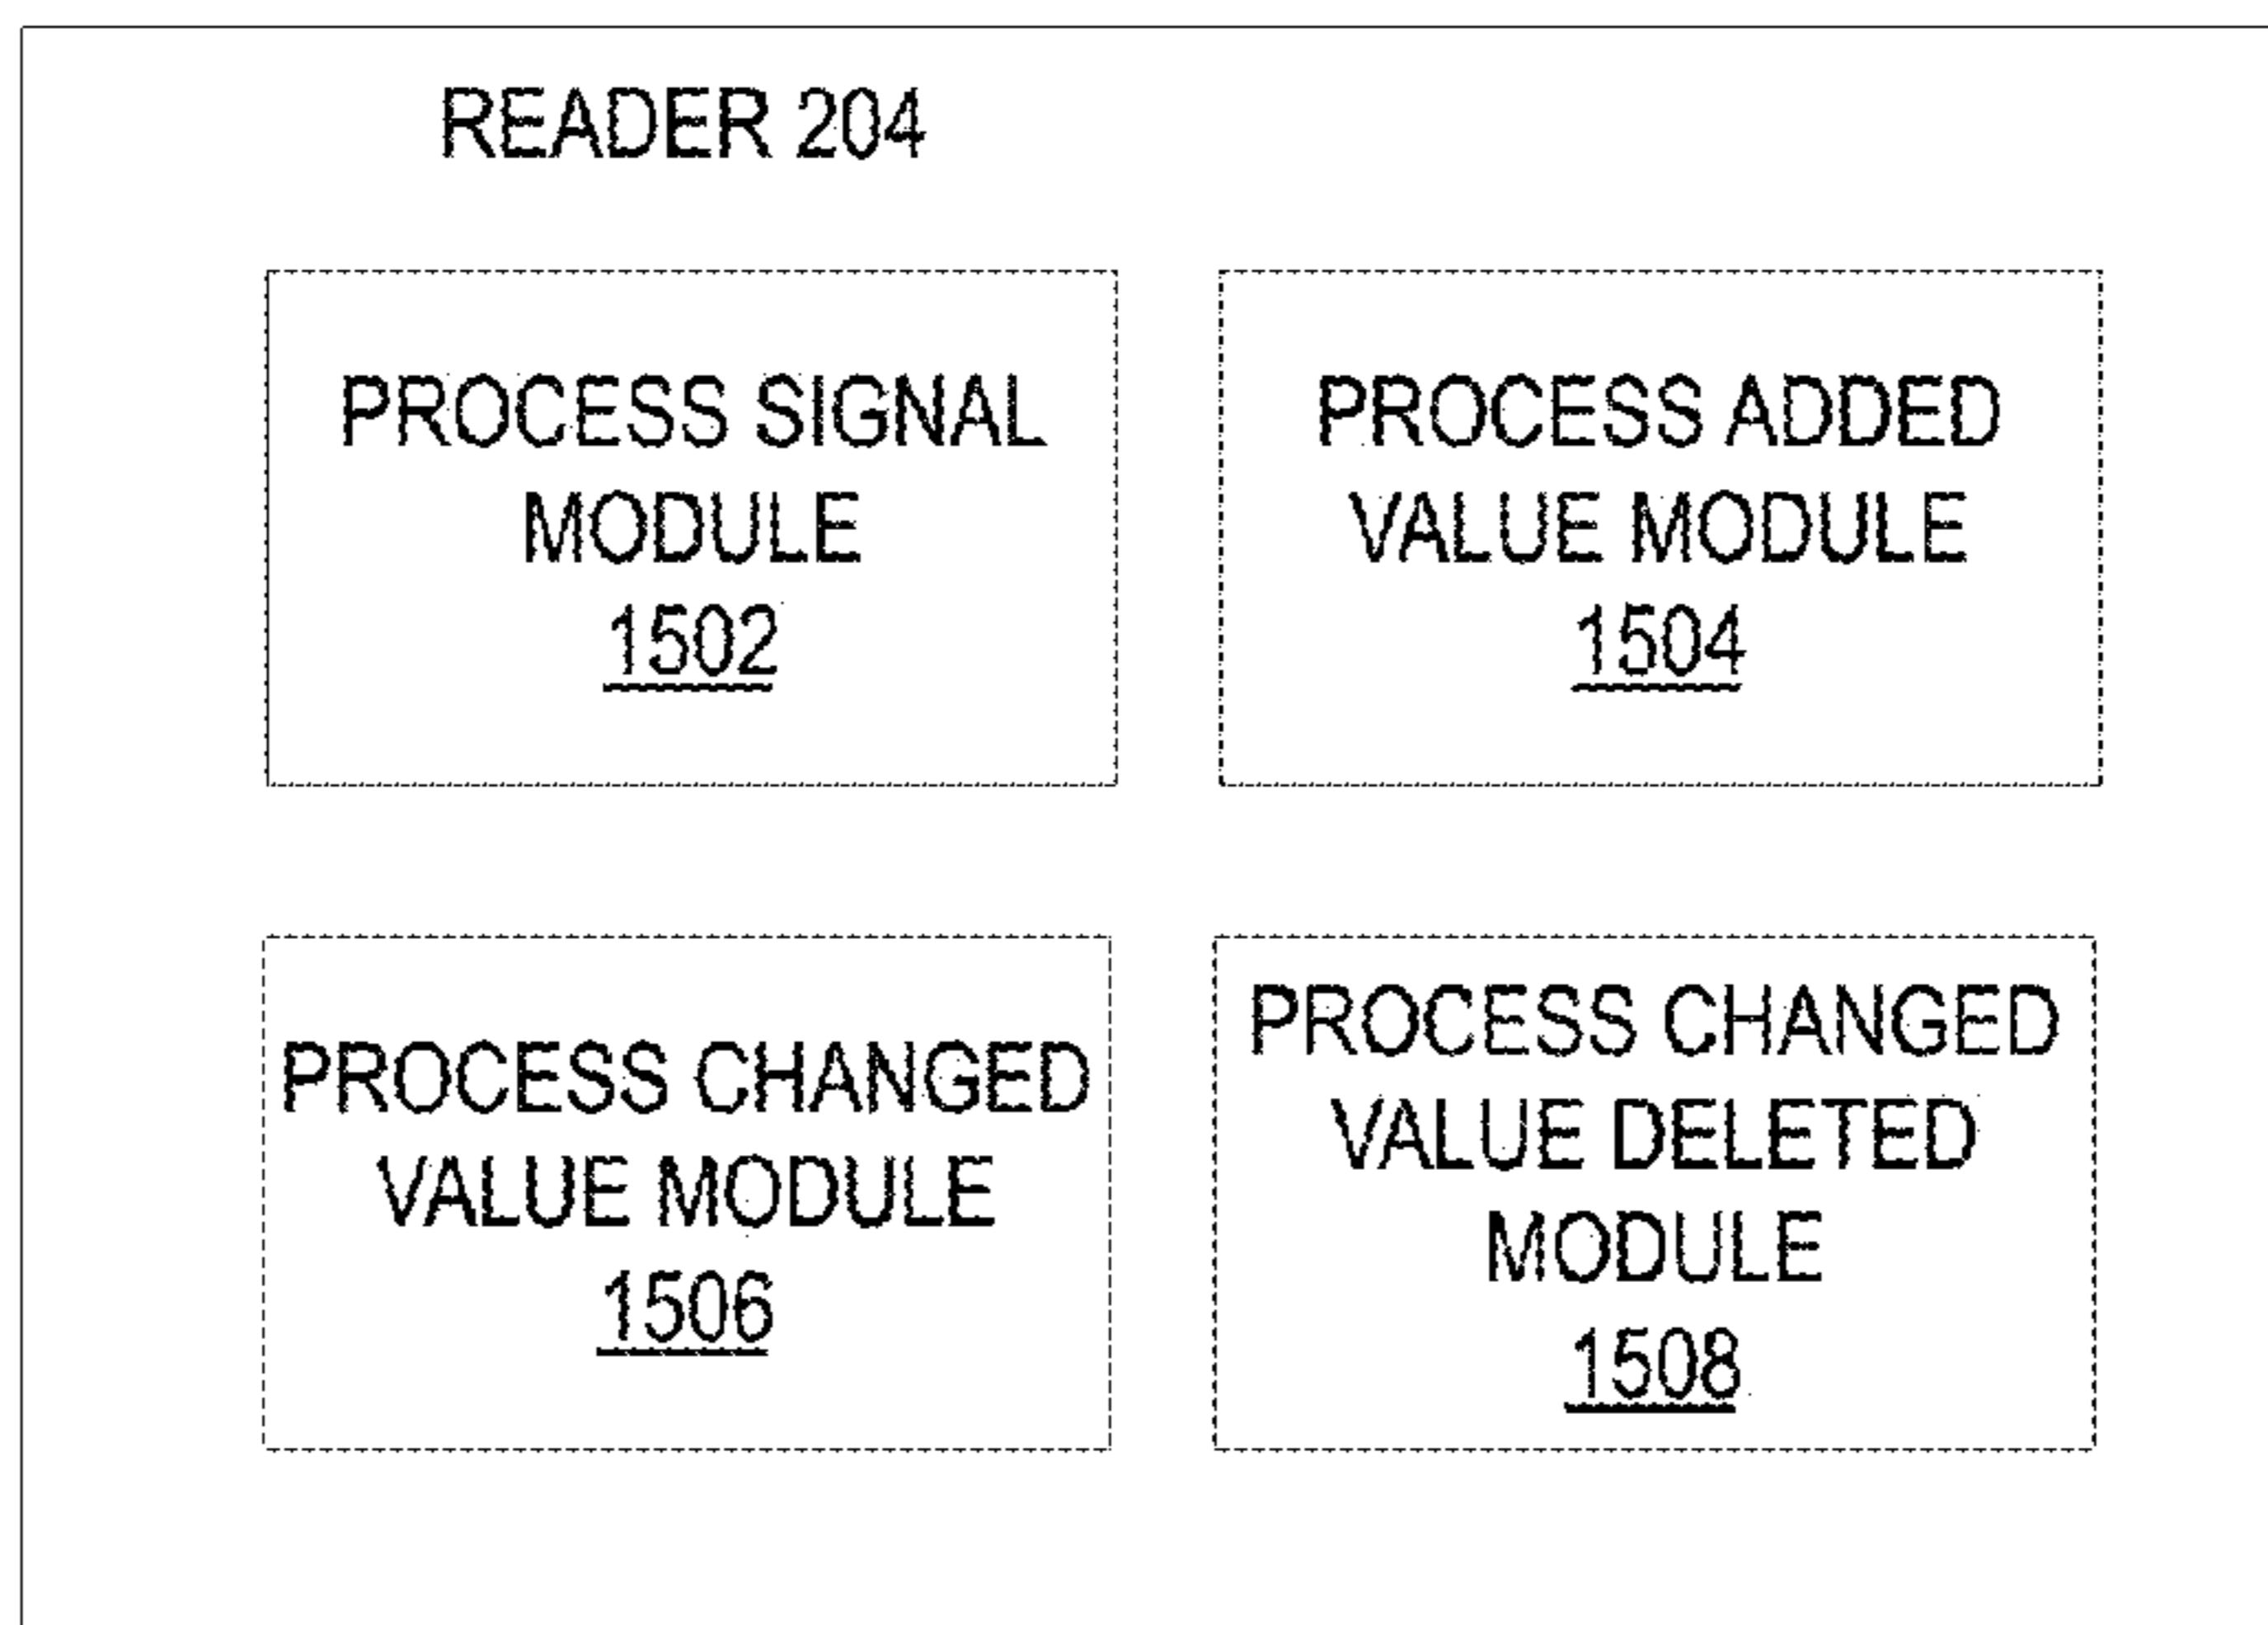 READER 204
PROCESS SIGNAL
MODULE
1502
PROCESS ADDED
VALUE MODULE
1504
PROCESS CHANGED
VALUE MODULE
1506
PROCESS CHANGED
VALUE DELETED
MODULE
1508